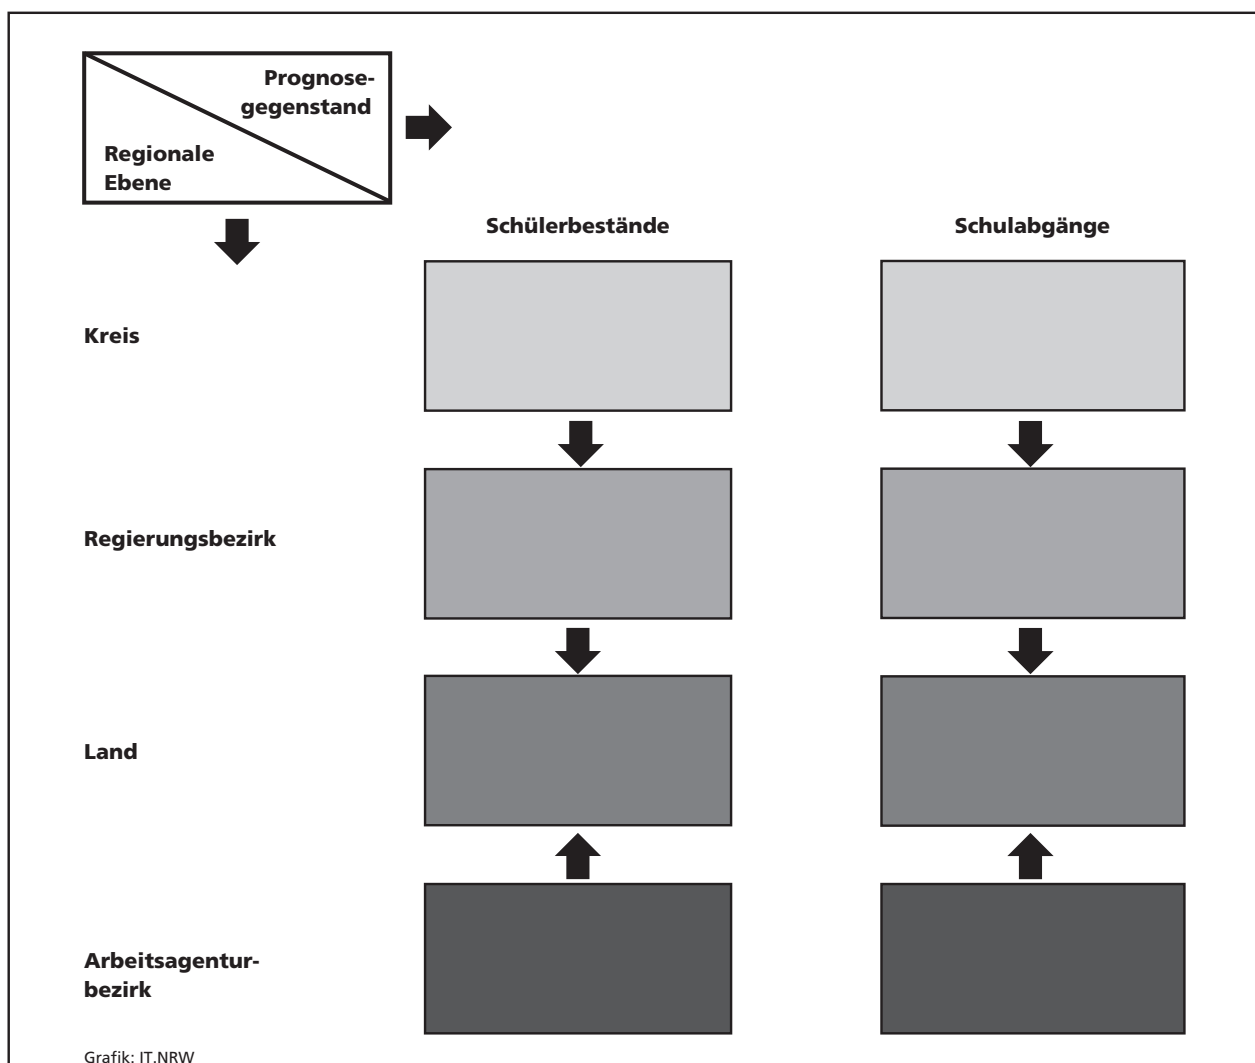 Prognose-
gegenstand
Regionale
Ebene
Schülerbestände
Schulabgänge
Kreis
Regierungsbezirk
Land
Arbeitsagentur-
bezirk
Grafik: IT.NRW